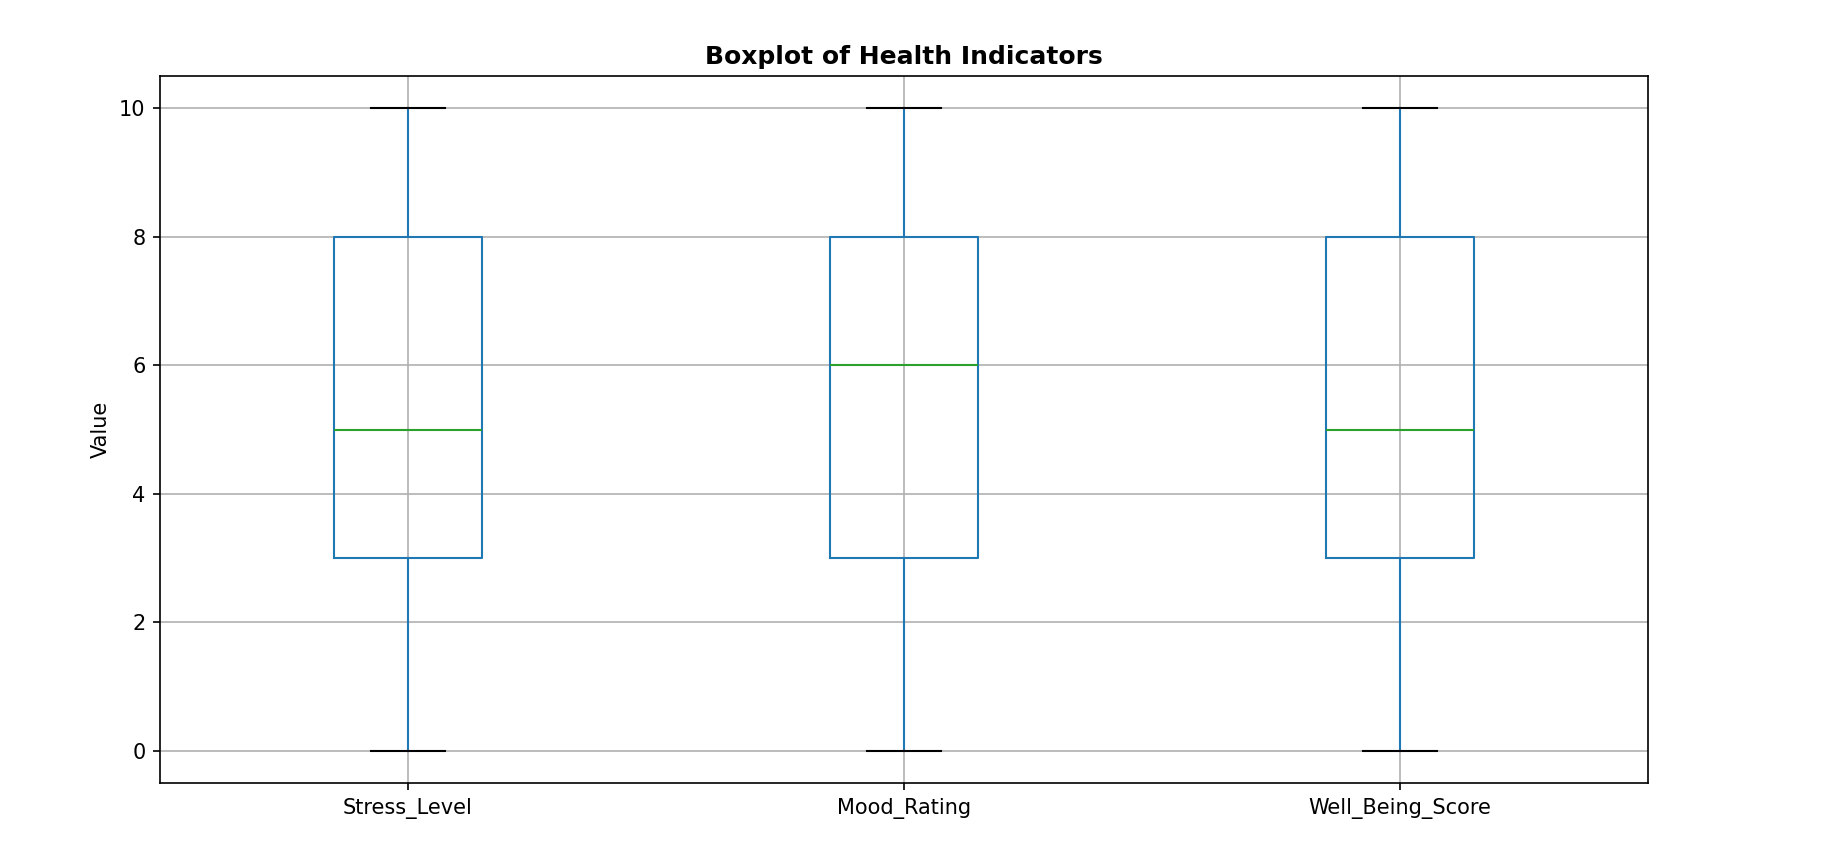 Boxplot of Health Indicators
10
8
6
4
2
0
Value
Stress_Level Mood_Rating Well_Being_Score